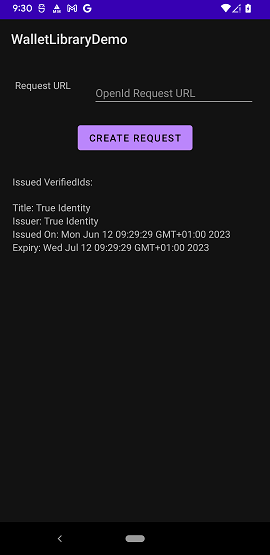 9:30
WalletLibraryDemo
Request URL
OpenId Request URL
CREATE REQUEST
Issued VerifiedIds:
Title: True Identity
Issuer: True Identity
Issued On: Mon Jun 12 09:29:29 GMT+01:00 2023
Expiry: Wed Jul 12 09:29:29 GMT+01:00 2023